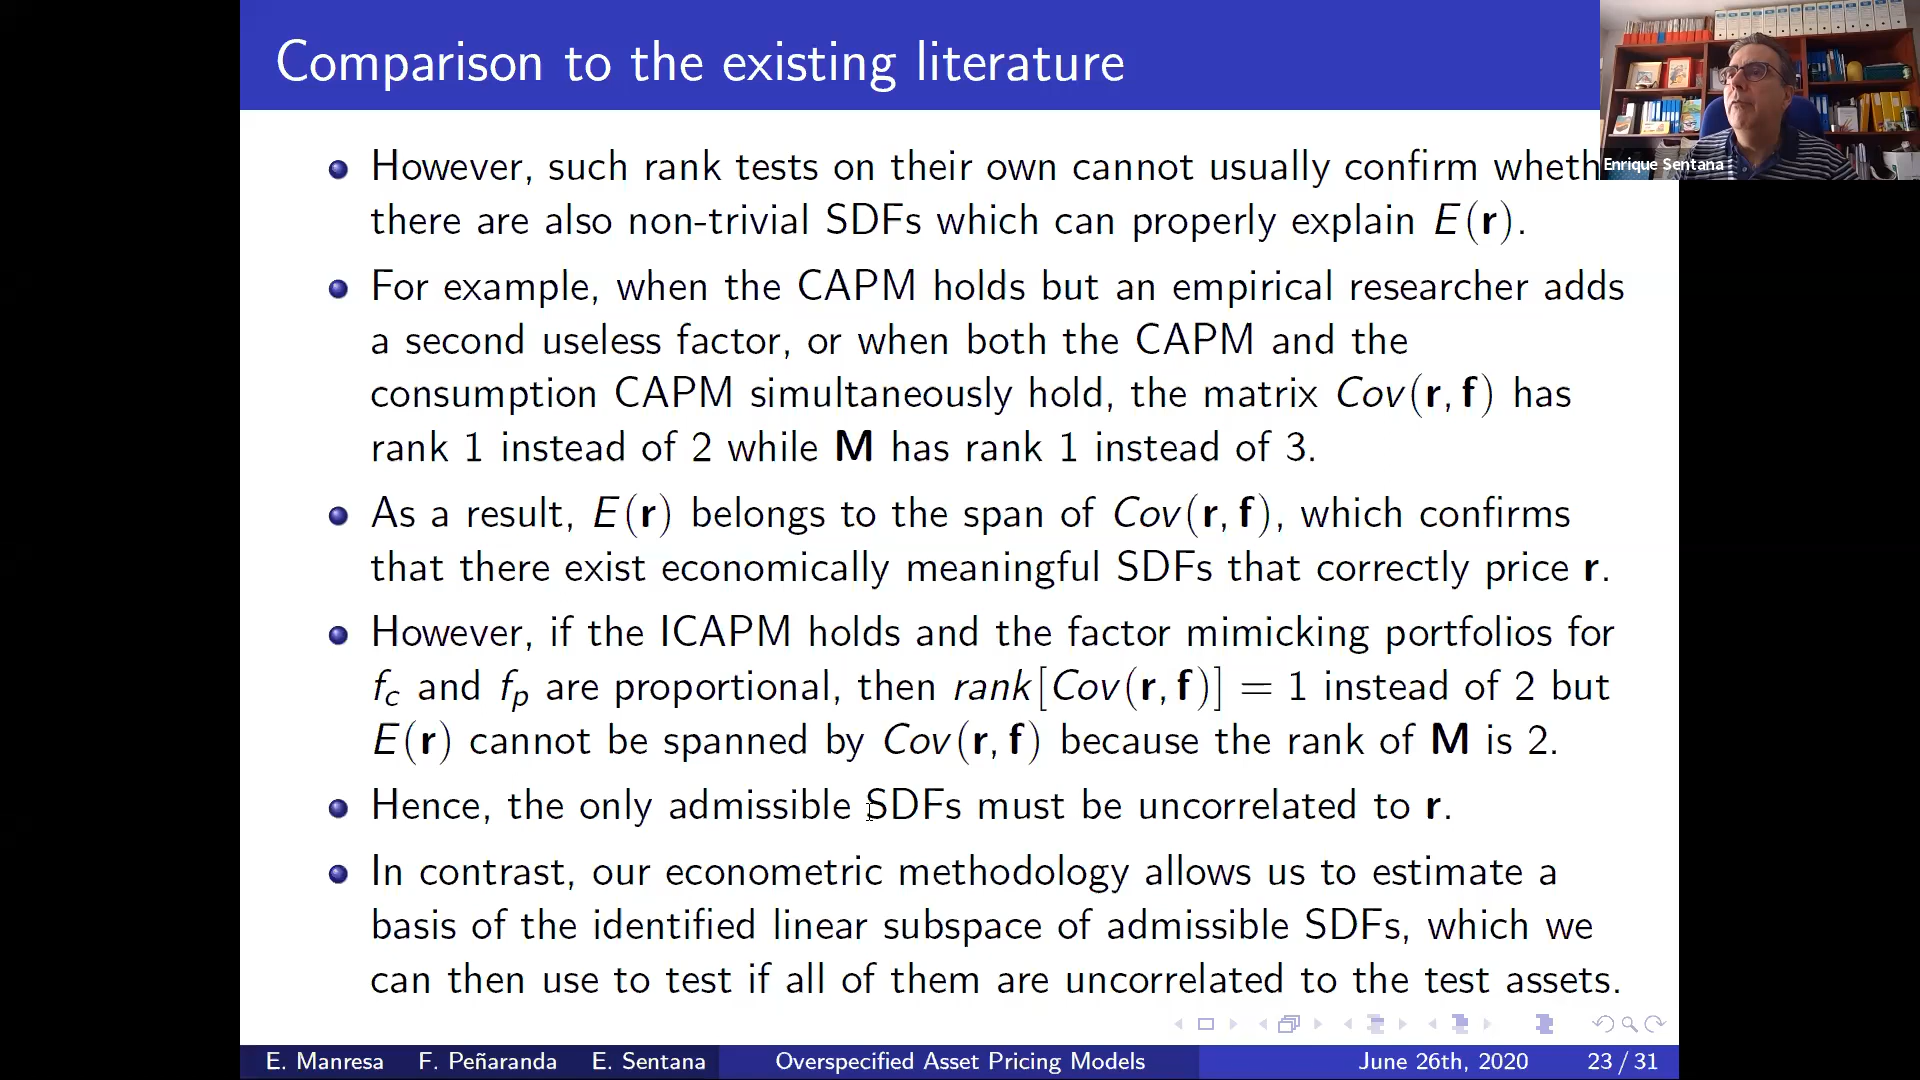 Comparison to the existing literature
Enrique Sentana
However, such rank tests on their own cannot usually confirm wheth
there are also non-trivial SDFs which can properly explain E(r).
For example, when the CAPM holds but an empirical researcher adds
a second useless factor, or when both the CAPM and the
consumption CAPM simultaneously hold, the matrix Cov(r, f) has
rank 1 instead of 2 while M has rank 1 instead of 3.
As a result, E(r) belongs to the span of Cov(r, f), which confirms
that there exist economically meaningful SDFs that correctly price r.
However, if the ICAPM holds and the factor mimicking portfolios for
f_c and f_p are proportional, then rank[Cov(r, f)] = 1 instead of 2 but
E(r) cannot be spanned by Cov(r, f) because the rank of M is 2.
Hence, the only admissible SDFs must be uncorrelated to r.
In contrast, our econometric methodology allows us to estimate a
basis of the identified linear subspace of admissible SDFs, which we
can then use to test if all of them are uncorrelated to the test assets.
E. Manresa F. Peñaranda E. Sentana Overspecified Asset Pricing Models June 26th, 2020 23 / 31